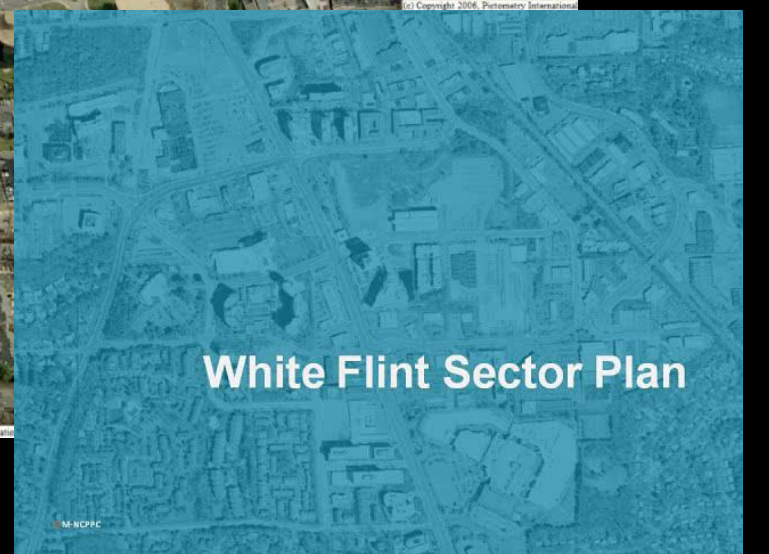 (c) Copyright 2006, Pictometry International
White Flint Sector Plan
M-NCPPC